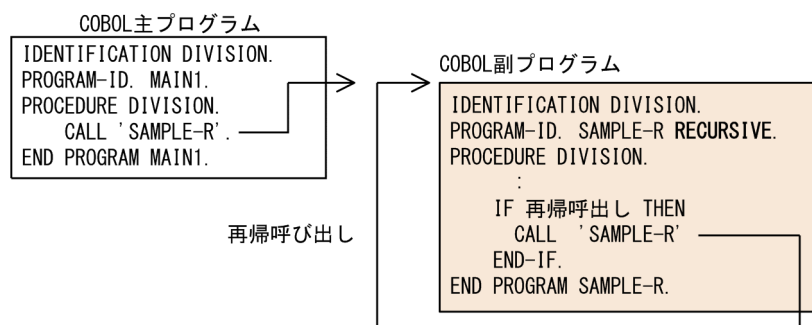 COBOL主プログラム
IDENTIFICATION DIVISION.
PROGRAM-ID. MAIN1.
PROCEDURE DIVISION.
CALL 'SAMPLE-R'.
END PROGRAM MAIN1.
COBOL副プログラム
IDENTIFICATION DIVISION.
PROGRAM-ID. SAMPLE-R RECURSIVE.
PROCEDURE DIVISION.
:
IF 再帰呼出し THEN
CALL 'SAMPLE-R'
END-IF.
END PROGRAM SAMPLE-R.
再帰呼び出し